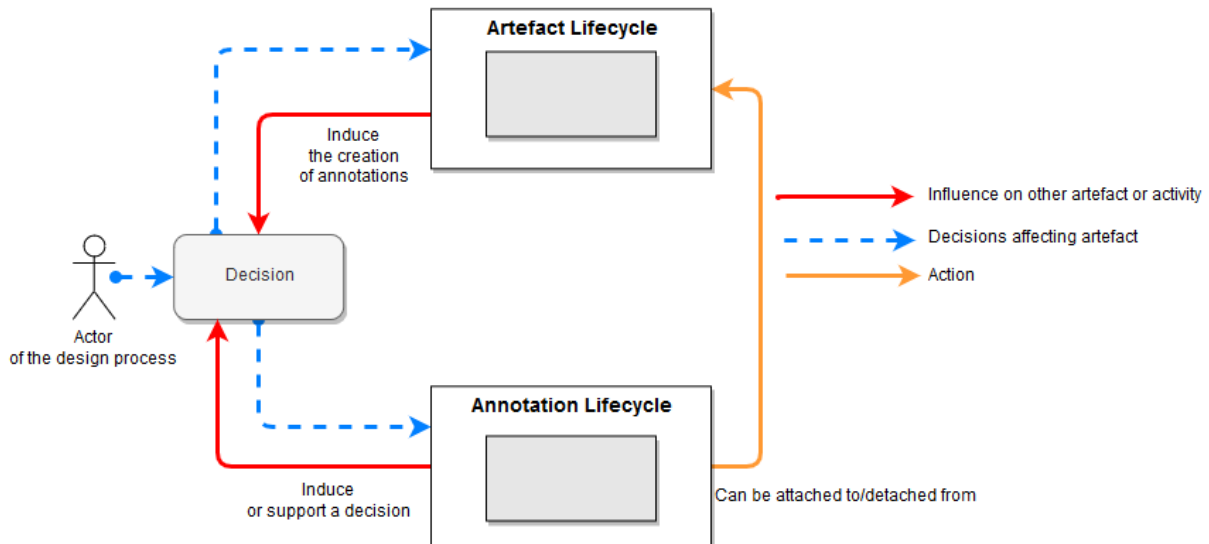 Artefact Lifecycle
Induce
the creation
of annotations
Influence on other artefact or activity
Decisions affecting artefact
Action
Decision
Actor
of the design process
Annotation Lifecycle
Induce
or support a decision
Can be attached to/detached from